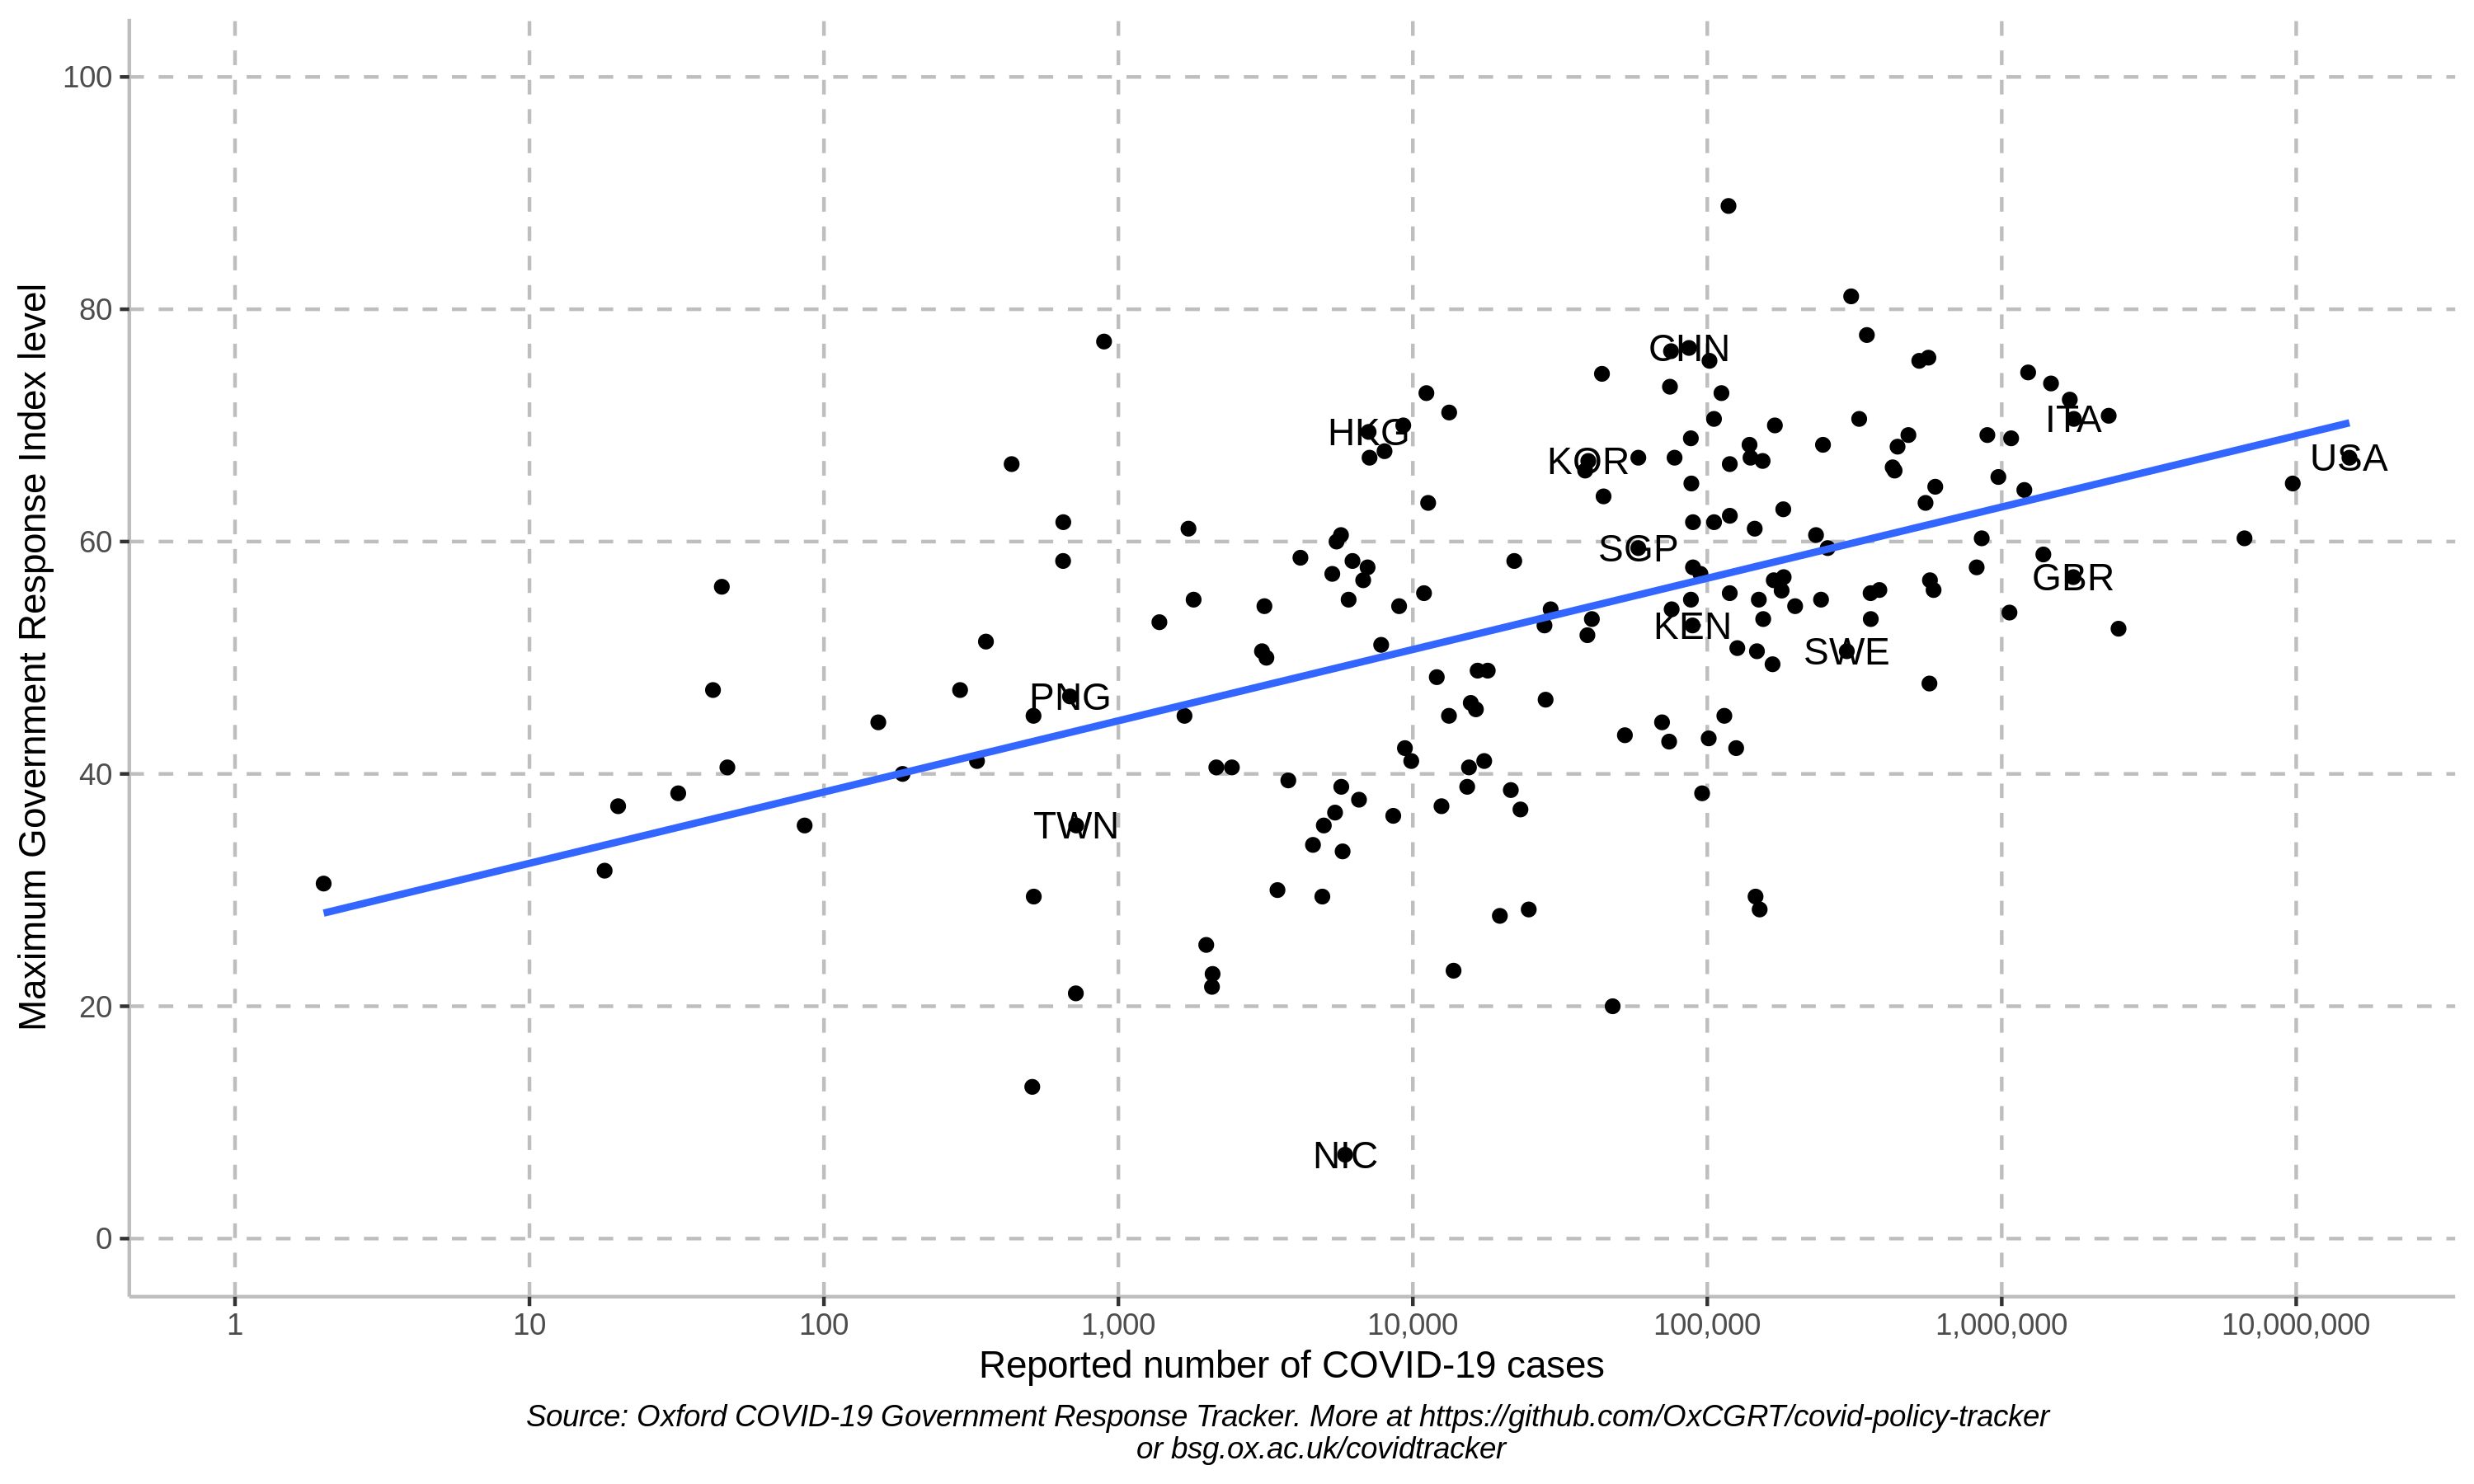 Maximum Government Response Index level
100
80
60
40
20
0
CHN
HKG
ITA
KOR
USA
SGP
GBR
KEN
SWE
PNG
TWN
NIC
1 10 100 1,000 10,000 100,000 1,000,000 10,000,000
Reported number of COVID-19 cases
Source: Oxford COVID-19 Government Response Tracker. More at https://github.com/OxCGRT/covid-policy-tracker
or bsg.ox.ac.uk/covidtracker